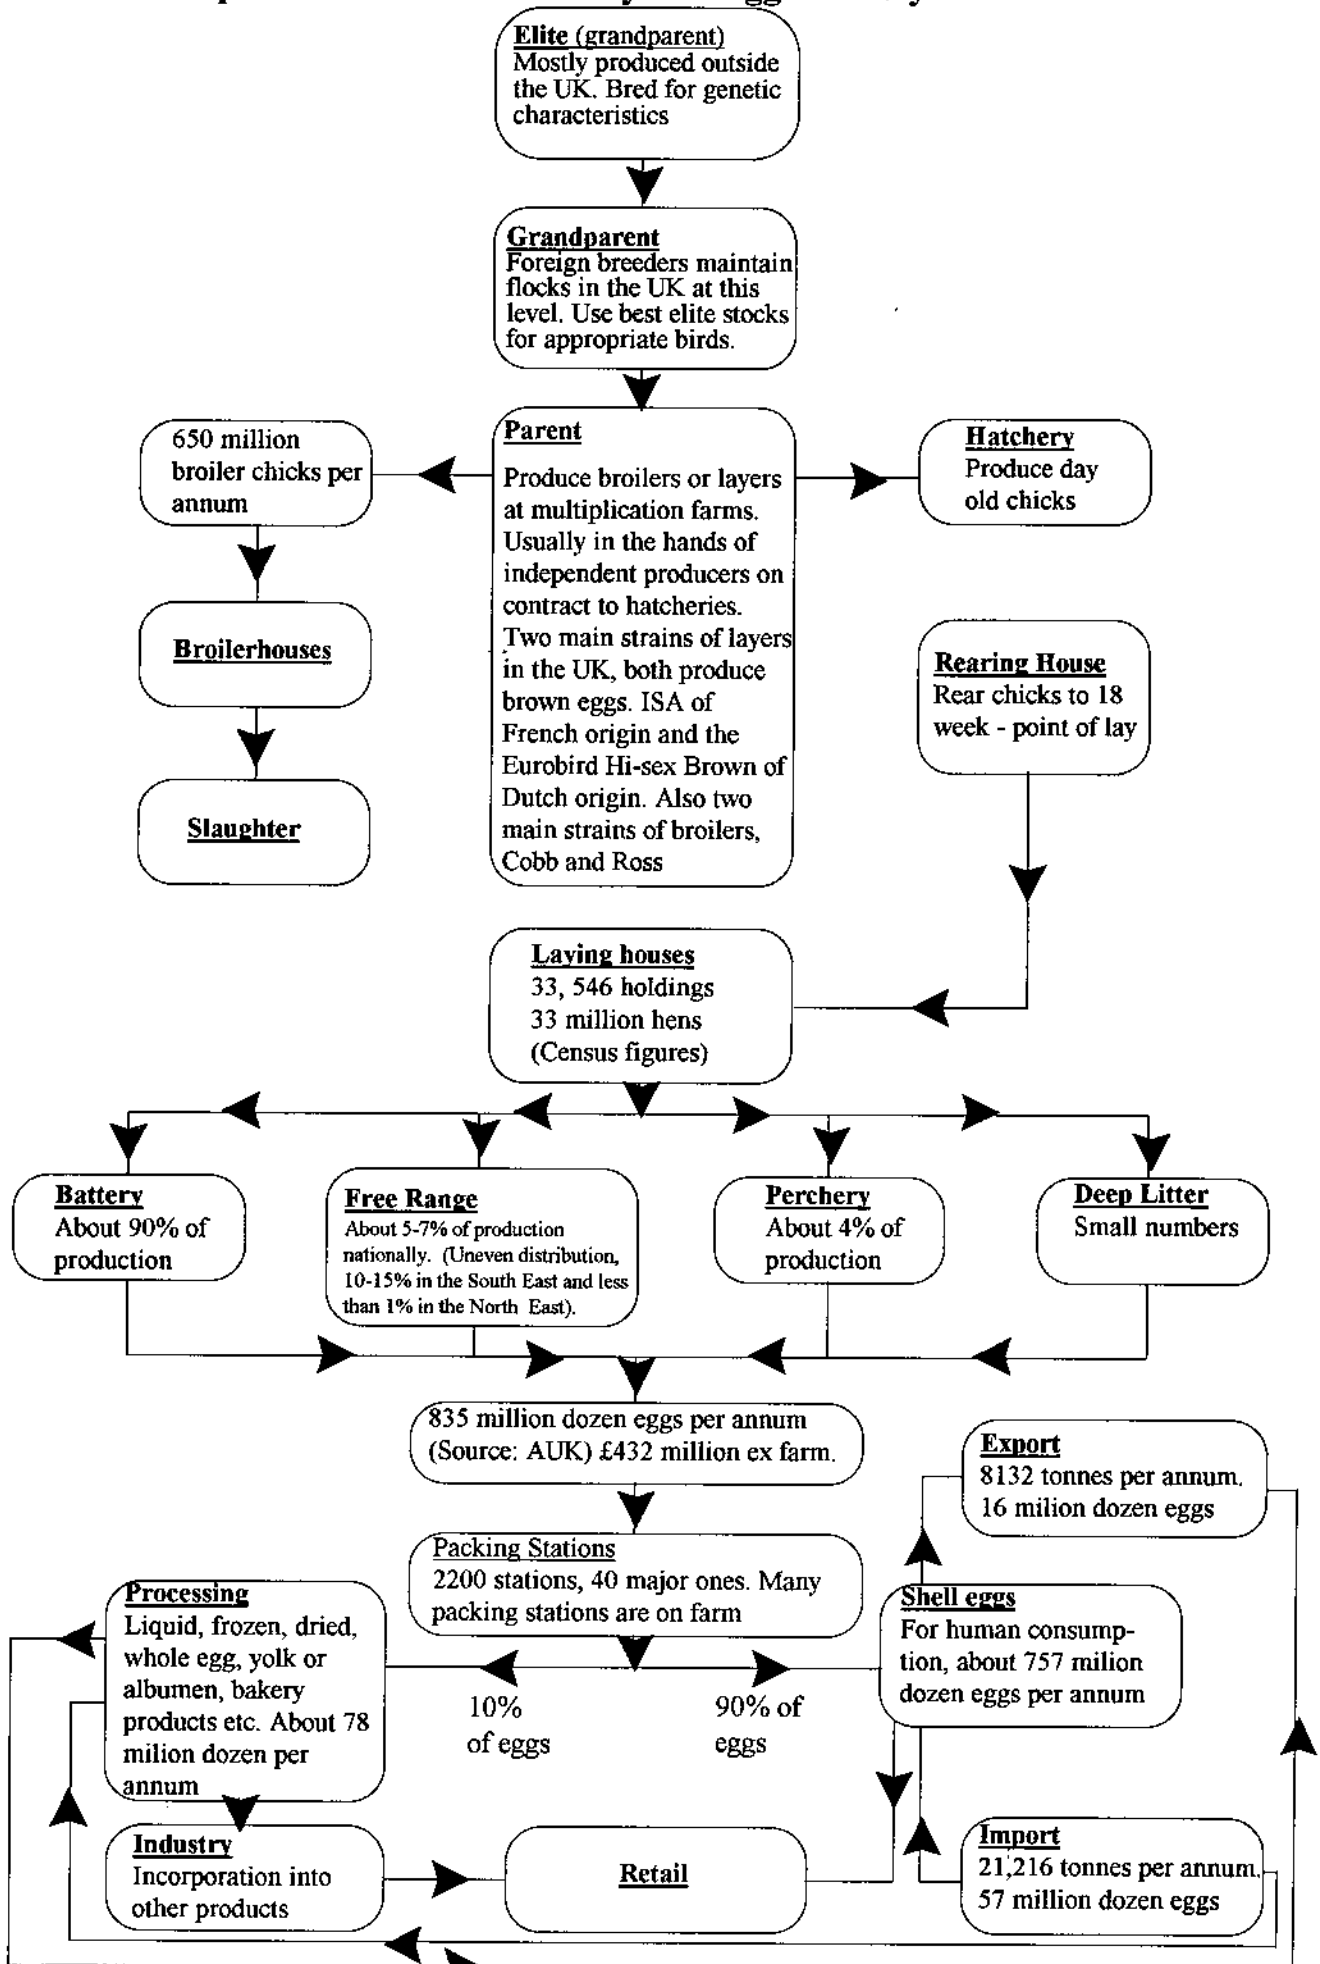 Elite (grandparent)
Mostly produced outside
the UK. Bred for genetic
characteristics
Grandparent
Foreign breeders maintain
flocks in the UK at this
level. Use best elite stocks
for appropriate birds.
650 million
broiler chicks per
annum
Parent
Produce broilers or layers
at multiplication farms.
Usually in the hands of
independent producers on
contract to hatcheries.
Two main strains of layers
in the UK, both produce
brown eggs. ISA of
French origin and the
Eurobird Hi-sex Brown of
Dutch origin. Also two
main strains of broilers,
Cobb and Ross
Hatchery
Produce day
old chicks
Broilerhouses
Rearing House
Rear chicks to 18
week - point of lay
Slaughter
Laying houses
33, 546 holdings
33 million hens
(Census figures)
Battery
About 90% of
production
Free Range
About 5-7% of production
nationally. (Uneven distribution,
10-15% in the South East and less
than 1% in the North East).
Perchery
About 4% of
production
Deep Litter
Small numbers
835 million dozen eggs per annum
(Source: AUK) £432 million ex farm.
Export
8132 tonnes per annum.
16 milion dozen eggs
Packing Stations
2200 stations, 40 major ones. Many
packing stations are on farm
Processing
Liquid, frozen, dried,
whole egg, yolk or
albumen, bakery
products etc. About 78
milion dozen per
annum
10%
of eggs
90% of
eggs
Shell eggs
For human consump-
tion, about 757 milion
dozen eggs per annum
Industry
Incorporation into
other products
Retail
Import
21,216 tonnes per annum.
57 million dozen eggs